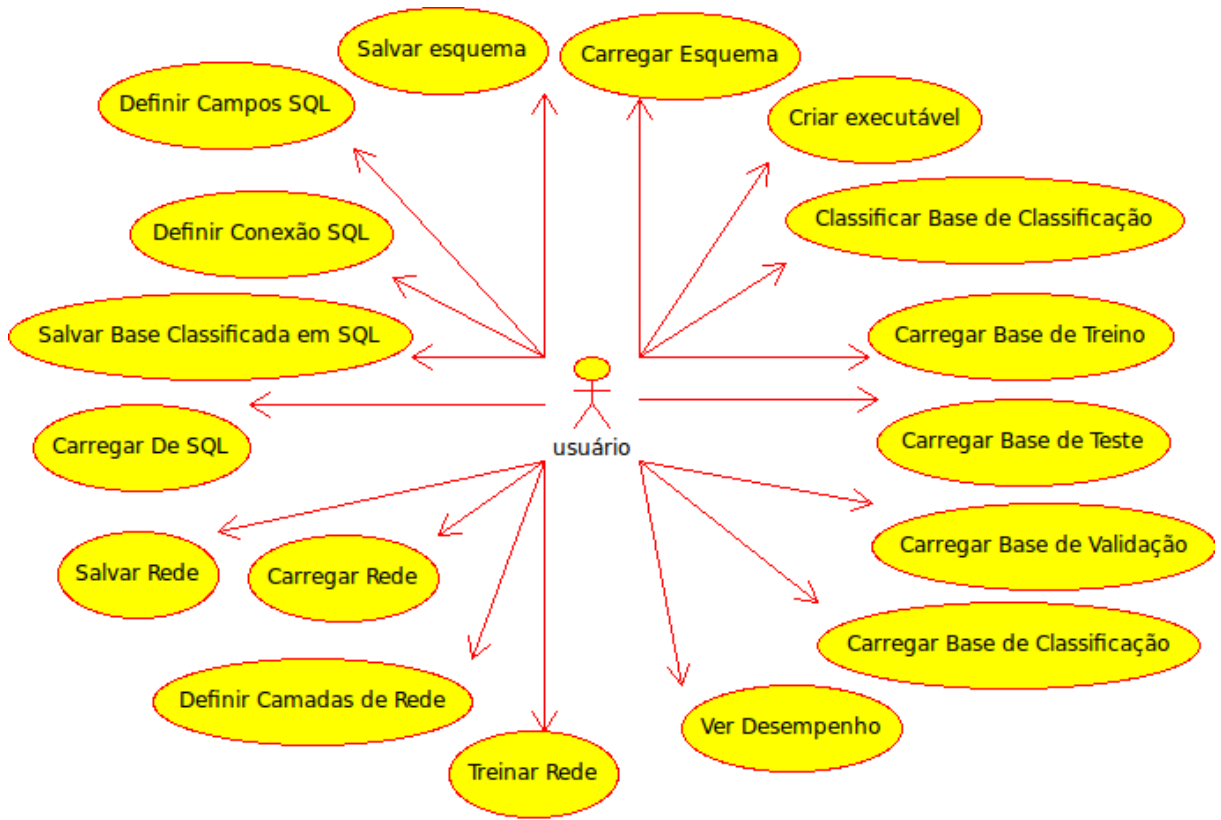 Salvar esquema
Carregar Esquema
Definir Campos SQL
Criar executável
Definir Conexão SQL
Classificar Base de Classificação
Salvar Base Classificada em SQL
Carregar Base de Treino
Carregar De SQL
usuário
Carregar Base de Teste
Salvar Rede
Carregar Rede
Carregar Base de Validação
Carregar Base de Classificação
Definir Camadas de Rede
Ver Desempenho
Treinar Rede